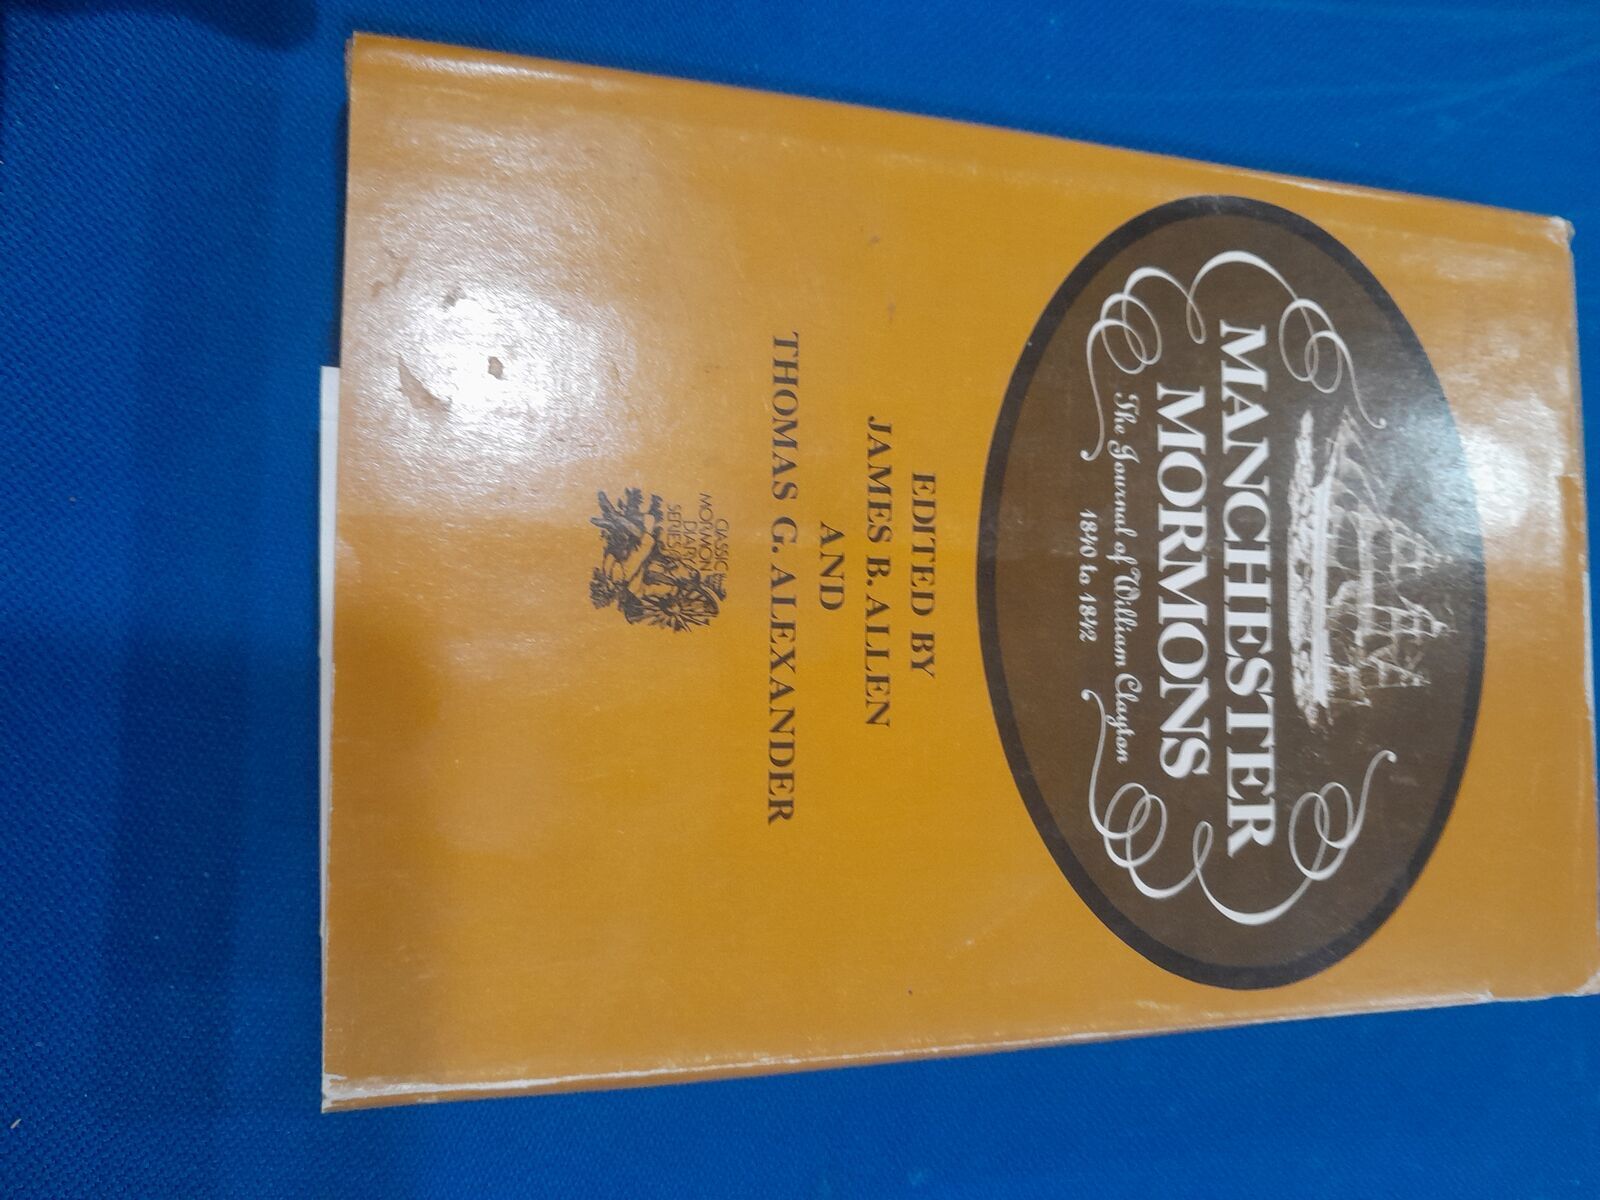 MANCHESTER
MORMONS
The Journal of William Clayton
1840 to 1842
EDITED BY
JAMES B. ALLEN
AND
THOMAS G. ALEXANDER
CLASSIC
MORMON
DIARY
SERIES